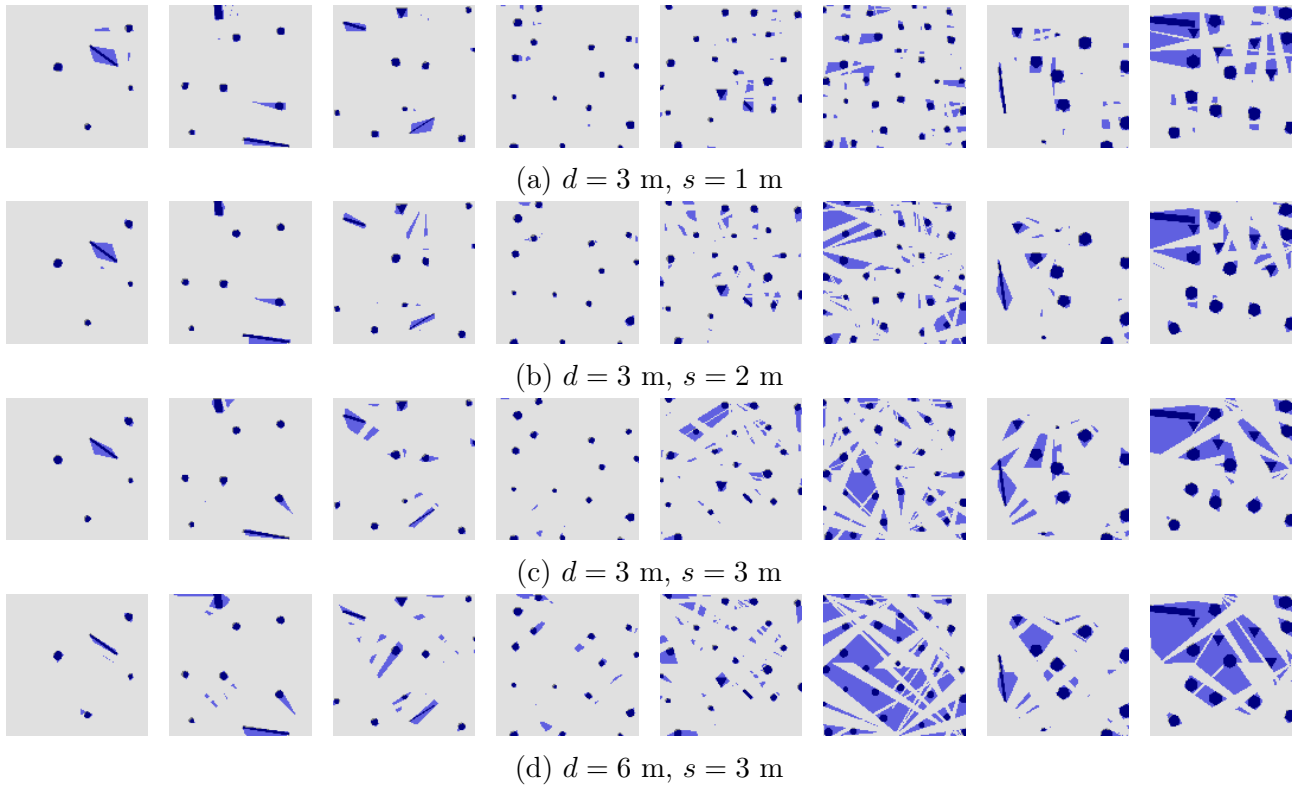 (a) d = 3 m, s = 1 m
(b) d = 3 m, s = 2 m
(c) d = 3 m, s = 3 m
(d) d = 6 m, s = 3 m